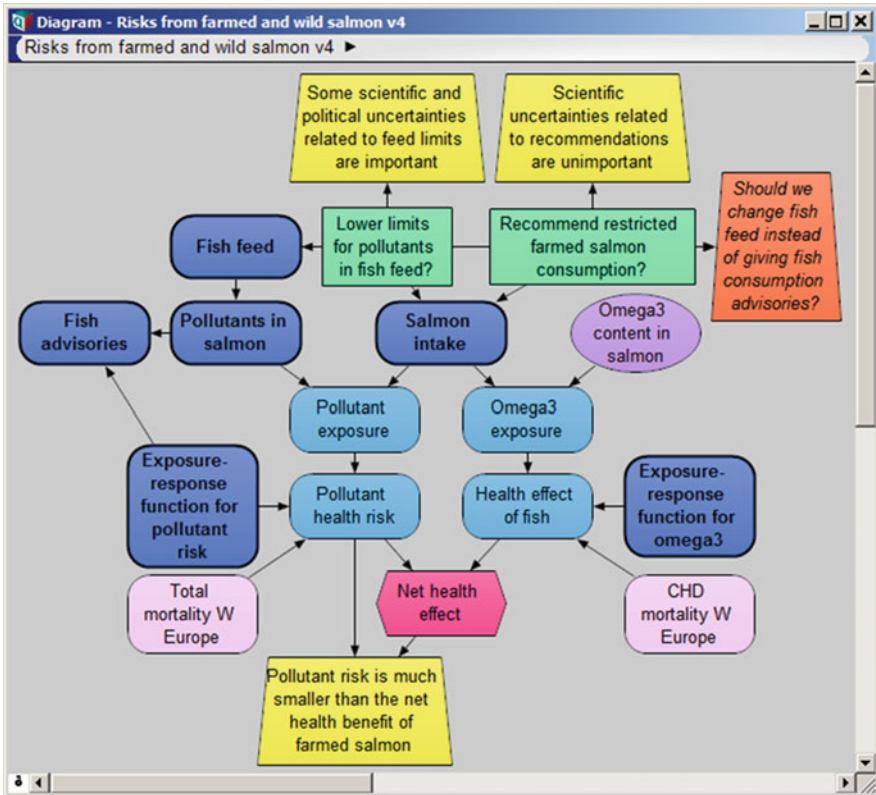 Diagram - Risks from farmed and wild salmon v4
Risks from farmed and wild salmon v4
Some scientific and
political uncertainties
related to feed limits
are important
Scientific
uncertainties related
to recommendations
are unimportant
Should we
change fish
feed instead
of giving fish
consumption
advisories?
Lower limits
for pollutants
in fish feed?
Recommend restricted
farmed salmon
consumption?
Fish feed
Fish
advisories
Pollutants in
salmon
Salmon
intake
Omega3
content in
salmon
Pollutant
exposure
Omega3
exposure
Exposure-
response
function for
pollutant
risk
Pollutant
health risk
Health effect
of fish
Exposure-
response
function for
omega3
Total
mortality W
Europe
Net health
effect
CHD
mortality W
Europe
Pollutant risk is much
smaller than the net
health benefit of
farmed salmon